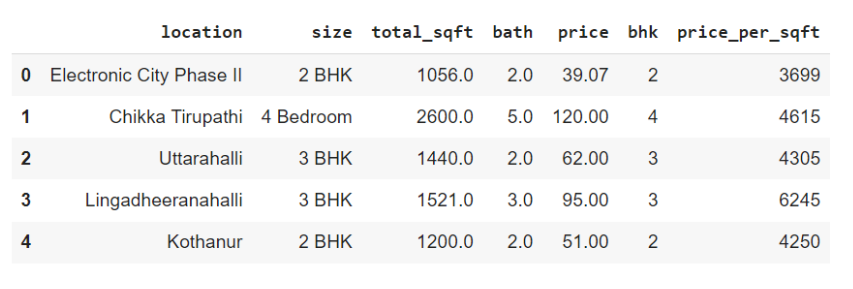 location size total_sqft bath price bhk price_per_sqft
0 Electronic City Phase II 2 BHK 1056.0 2.0 39.07 2 3699
1 Chikka Tirupathi 4 Bedroom 2600.0 5.0 120.00 4 4615
2 Uttarahalli 3 BHK 1440.0 2.0 62.00 3 4305
3 Lingadheeranahalli 3 BHK 1521.0 3.0 95.00 3 6245
4 Kothanur 2 BHK 1200.0 2.0 51.00 2 4250